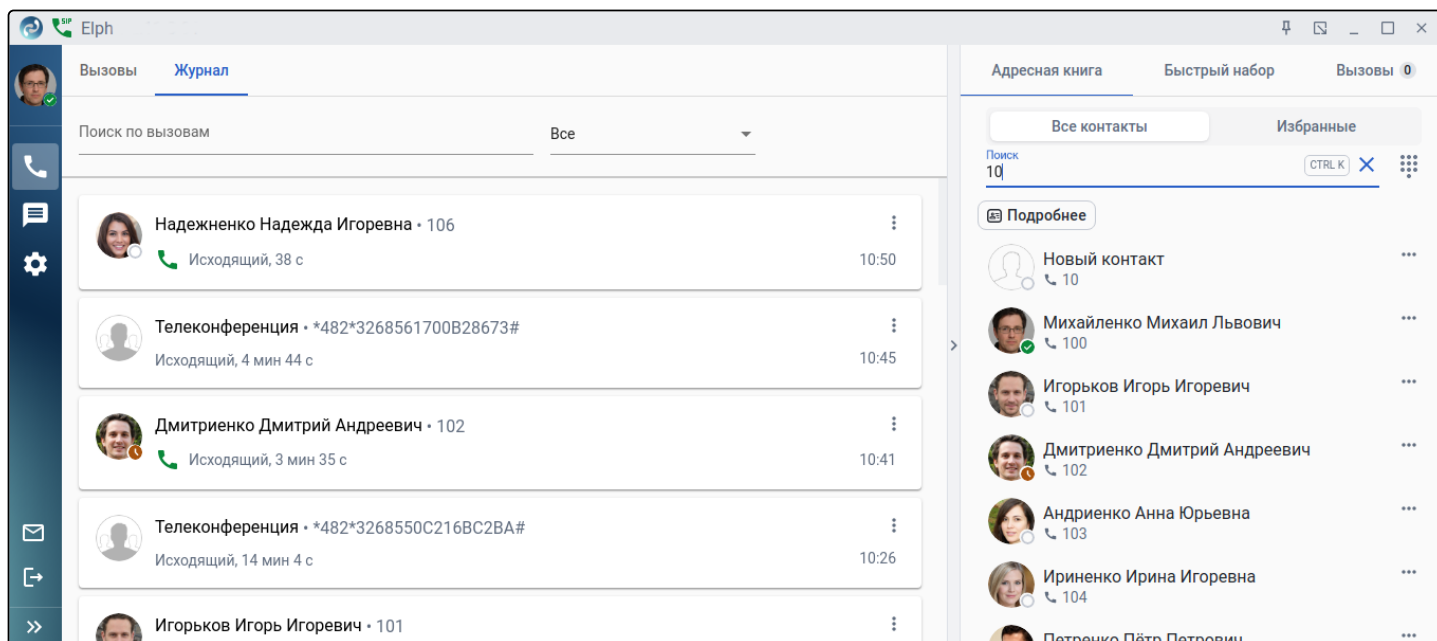 SIP
Elph
Вызовы
Журнал
Поиск по вызовам
Все
Надежненко Надежда Игоревна • 106
Исходящий, 38 с
10:50
Телеконференция • *482*3268561700B28673#
Исходящий, 4 мин 44 с
10:45
Дмитриенко Дмитрий Андреевич • 102
Исходящий, 3 мин 35 с
10:41
Телеконференция • *482*3268550C216BC2BA#
Исходящий, 14 мин 4 с
10:26
Игорьков Игорь Игоревич • 101
Адресная книга
Быстрый набор
Вызовы 0
Все контакты
Избранные
Поиск
10
CTRL K
Подробнее
Новый контакт
10
Михайленко Михаил Львович
100
Игорьков Игорь Игоревич
101
Дмитриенко Дмитрий Андреевич
102
Андриенко Анна Юрьевна
103
Ириненко Ирина Игоревна
104
Петренко Пётр Петрович